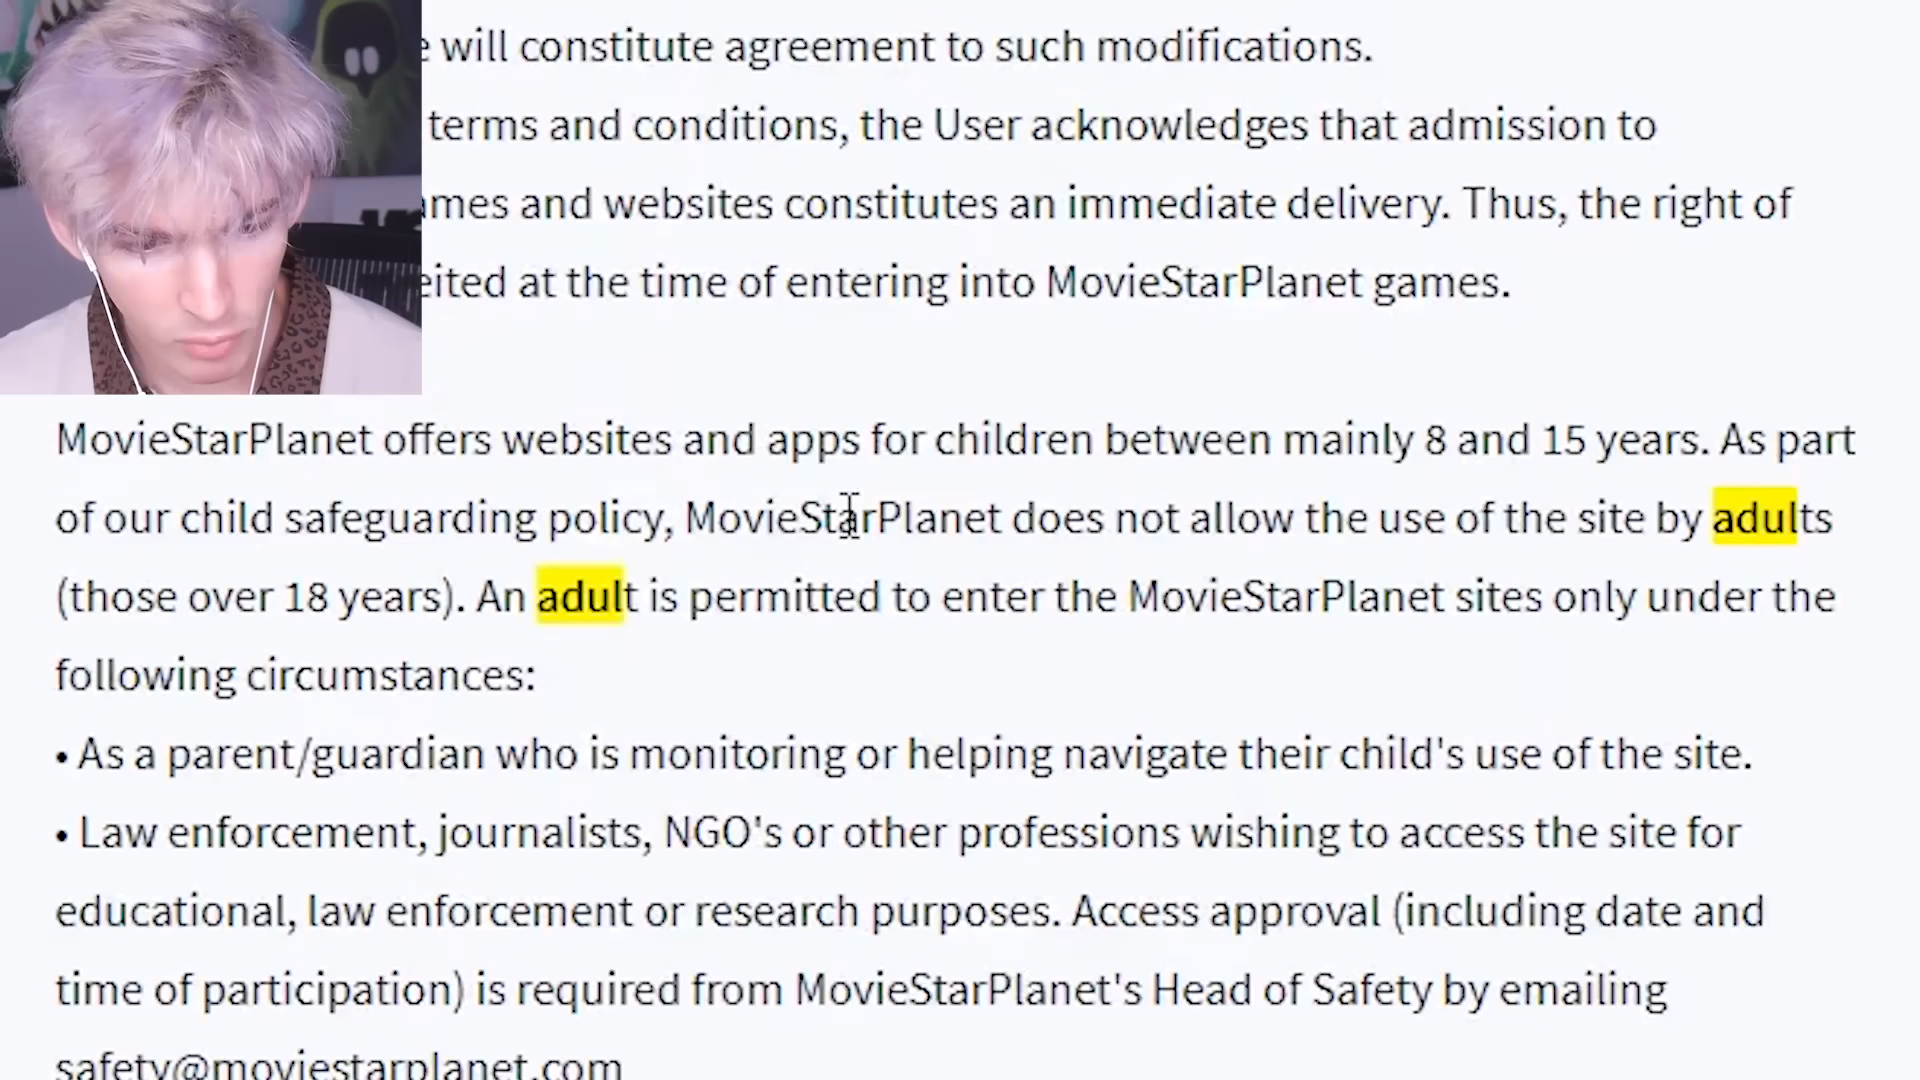 will constitute agreement to such modifications.
terms and conditions, the User acknowledges that admission to
and websites constitutes an immediate delivery. Thus, the right of
at the time of entering into MovieStarPlanet games.
MovieStarPlanet offers websites and apps for children between mainly 8 and 15 years. As part
of our child safeguarding policy, MovieStarPlanet does not allow the use of the site by adults
(those over 18 years). An adult is permitted to enter the MovieStarPlanet sites only under the
following circumstances:
• As a parent/guardian who is monitoring or helping navigate their child's use of the site.
• Law enforcement, journalists, NGO's or other professions wishing to access the site for
educational, law enforcement or research purposes. Access approval (including date and
time of participation) is required from MovieStarPlanet's Head of Safety by emailing
safety@moviestarplanet.com